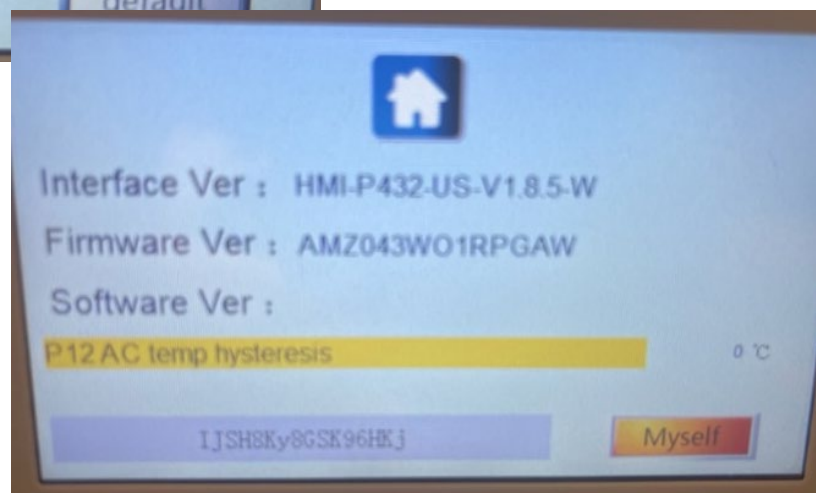 default
Interface Ver : HMI-P432-US-V1.8.5-W
Firmware Ver : AMZ043WO1RPGAW
Software Ver :
P12 AC temp hysteresis 0 ℃
IJSH8Ky8GSK96HKj Myself